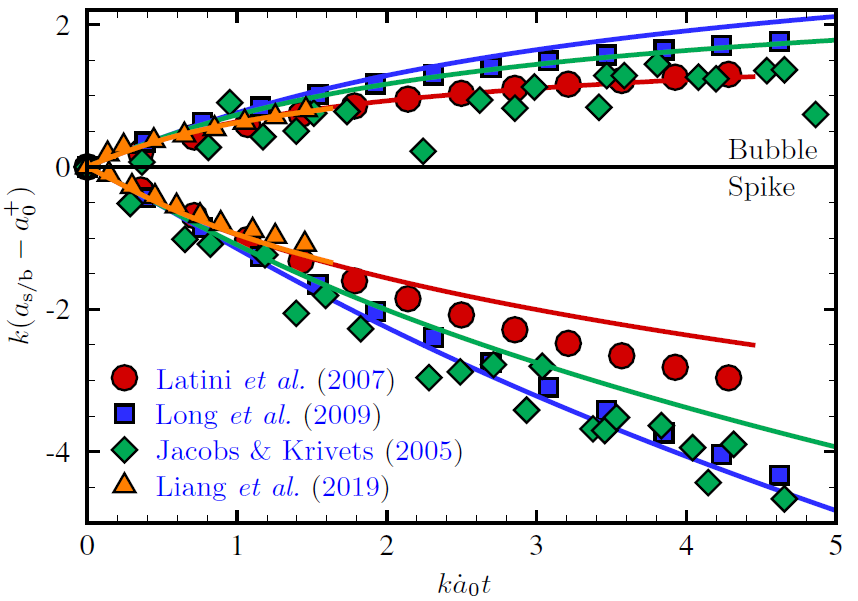 2
0
-2
-4
k(a_{s/b} − a_0^+)
Bubble
Spike
Latini et al. (2007)
Long et al. (2009)
Jacobs & Krivets (2005)
Liang et al. (2019)
0 1 2 3 4 5
kȧ_0t